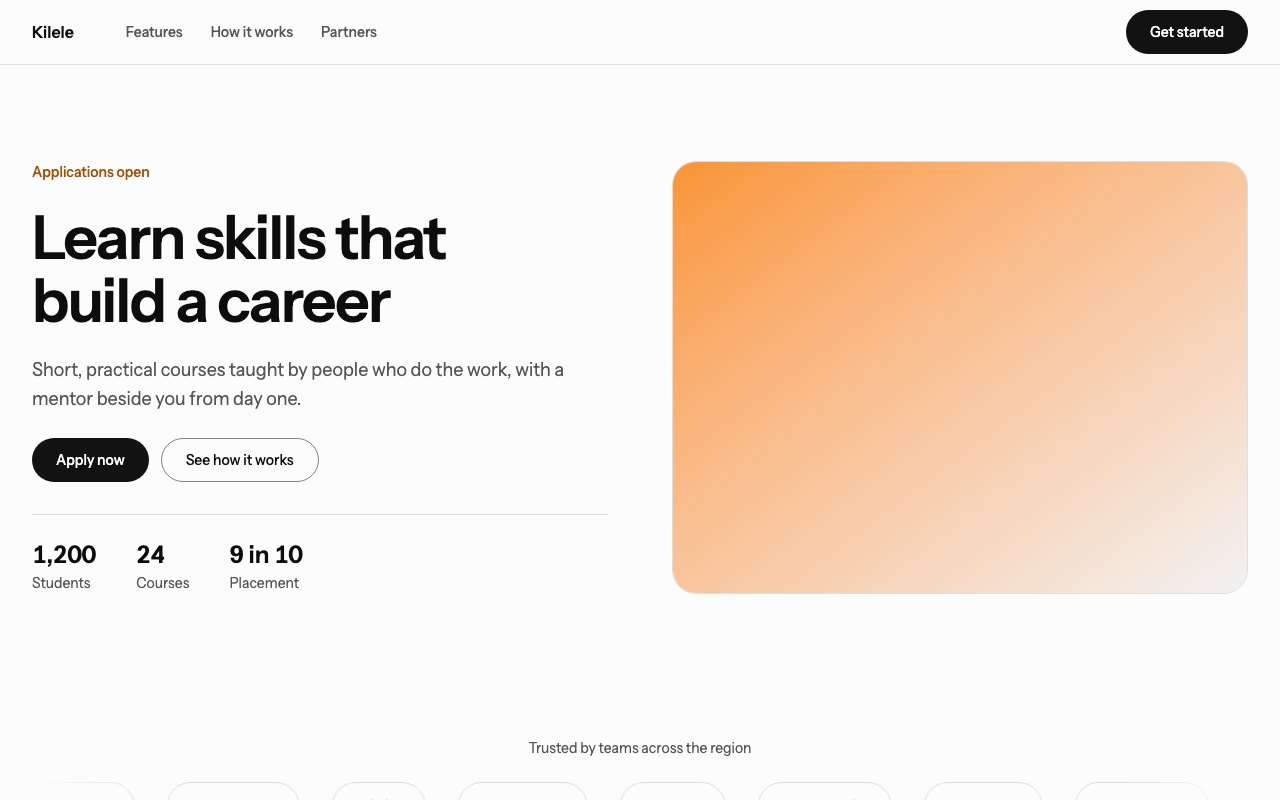 Kilele
Features
How it works
Partners
Get started
Applications open
Learn skills that
build a career
Short, practical courses taught by people who do the work, with a
mentor beside you from day one.
Apply now
See how it works
1,200
Students
24
Courses
9 in 10
Placement
Trusted by teams across the region